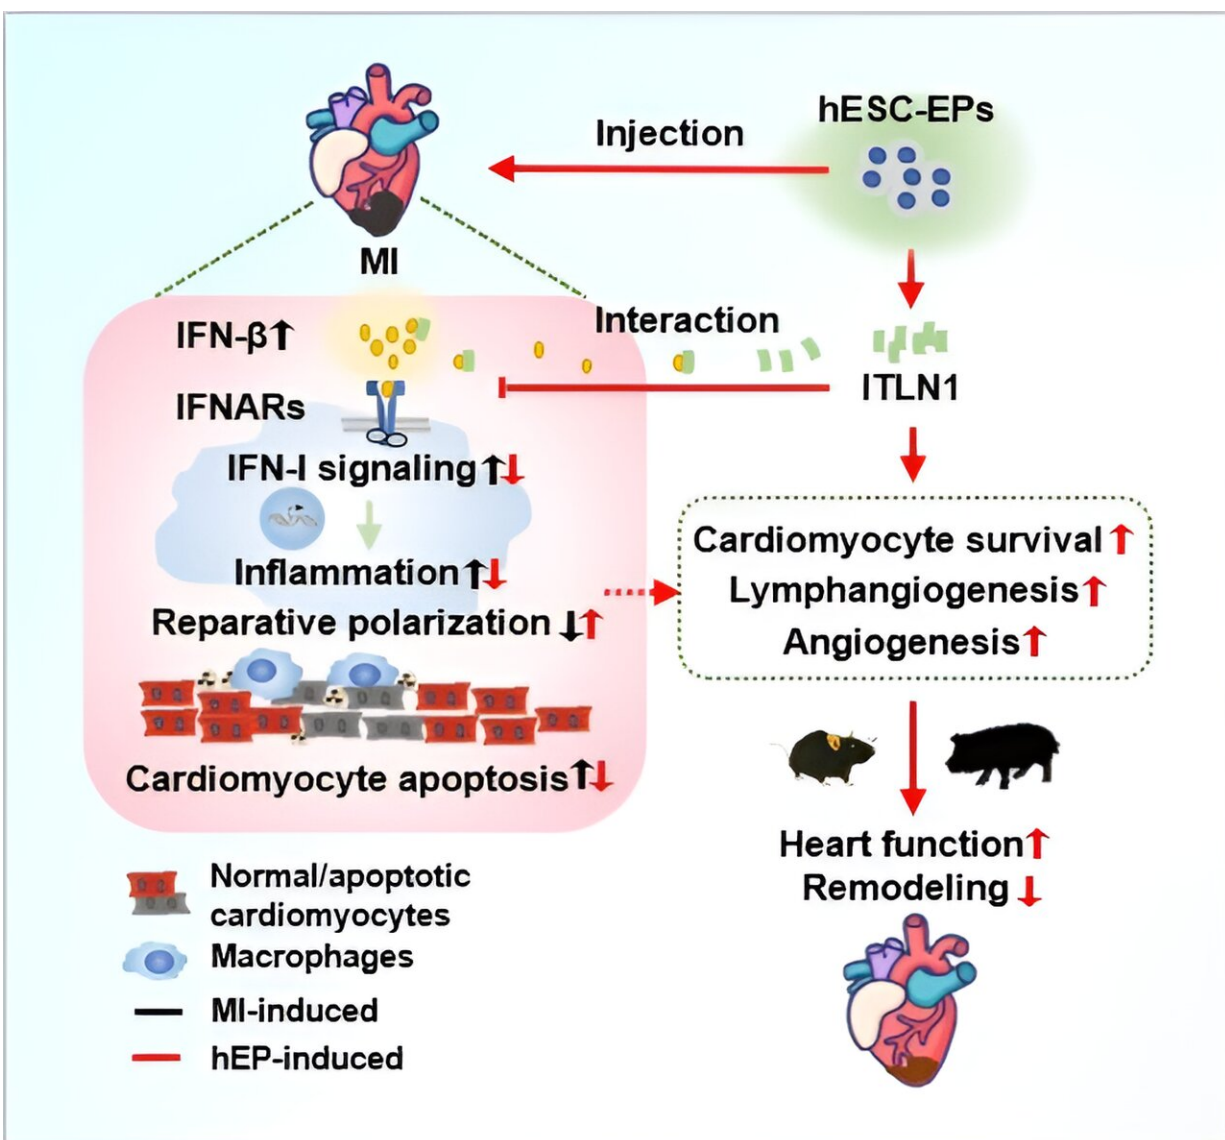 hESC-EPs
Injection
MI
IFN-β↑
Interaction
IFNARs
ITLN1
IFN-I signaling↑↓
Inflammation↑↓
Reparative polarization ↓↑
Cardiomyocyte apoptosis↑↓
Cardiomyocyte survival↑
Lymphangiogenesis↑
Angiogenesis↑
Heart function↑
Remodeling↓
Normal/apoptotic
cardiomyocytes
Macrophages
MI-induced
hEP-induced